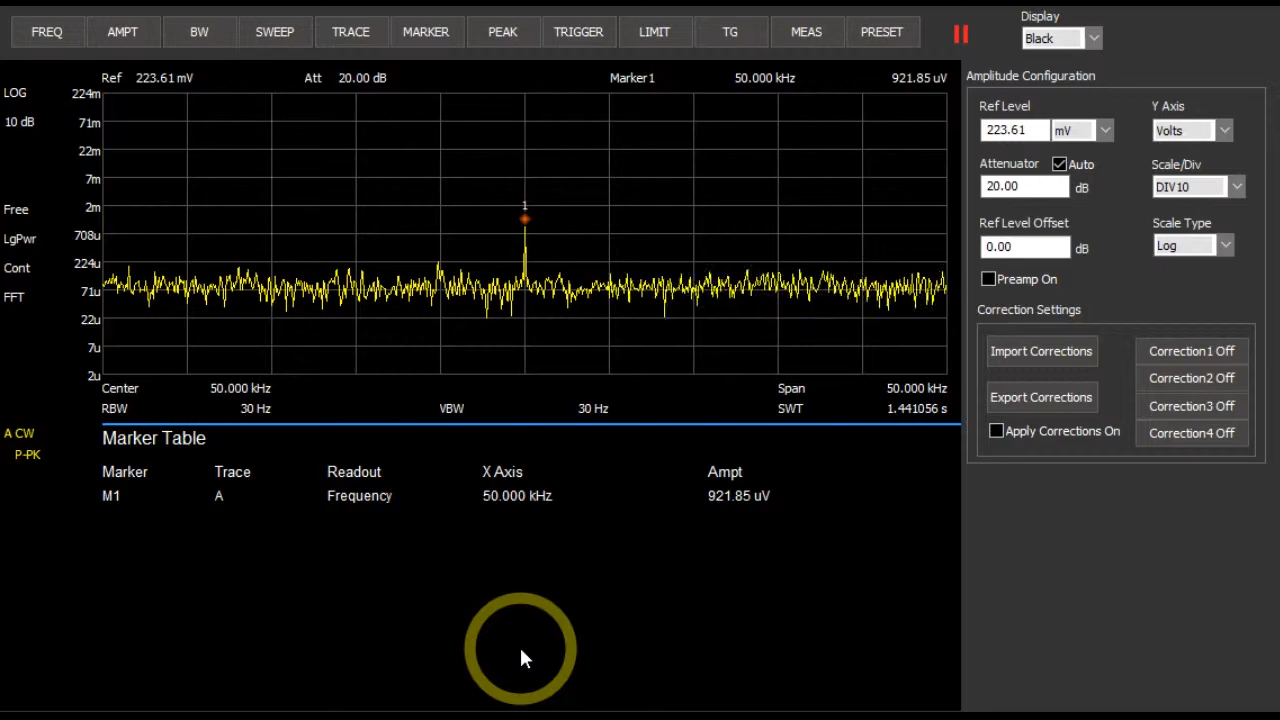 FREQ AMPT BW SWEEP TRACE MARKER PEAK TRIGGER LIMIT TG MEAS PRESET
Display
Black
Ref 223.61 mV Att 20.00 dB Marker1 50.000 kHz 921.85 uV
LOG
10 dB
Free
LgPwr
Cont
FFT
224m
71m
22m
7m
2m
708u
224u
71u
22u
7u
2u
1
Center 50.000 kHz Span 50.000 kHz
RBW 30 Hz VBW 30 Hz SWT 1.441056 s
A CW
P-PK
Marker Table
Marker Trace Readout X Axis Ampt
M1 A Frequency 50.000 kHz 921.85 uV
Amplitude Configuration
Ref Level Y Axis
223.61 mV Volts
Attenuator Auto Scale/Div
20.00 dB DIV10
Ref Level Offset Scale Type
0.00 dB Log
Preamp On
Correction Settings
Import Corrections Correction1 Off
Correction2 Off
Export Corrections Correction3 Off
Apply Corrections On Correction4 Off